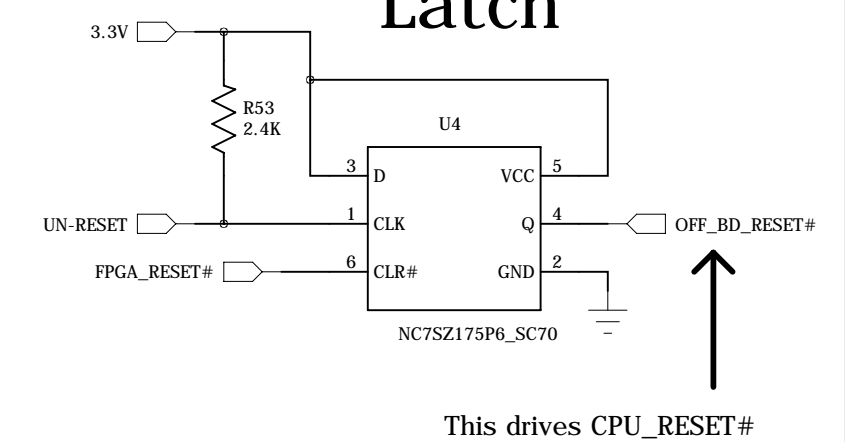 Latch
3.3V
R53
2.4K
U4
3
D
VCC
5
UN-RESET
1
CLK
Q
4
OFF_BD_RESET#
FPGA_RESET#
6
CLR#
GND
2
NC7SZ175P6_SC70
This drives CPU_RESET#